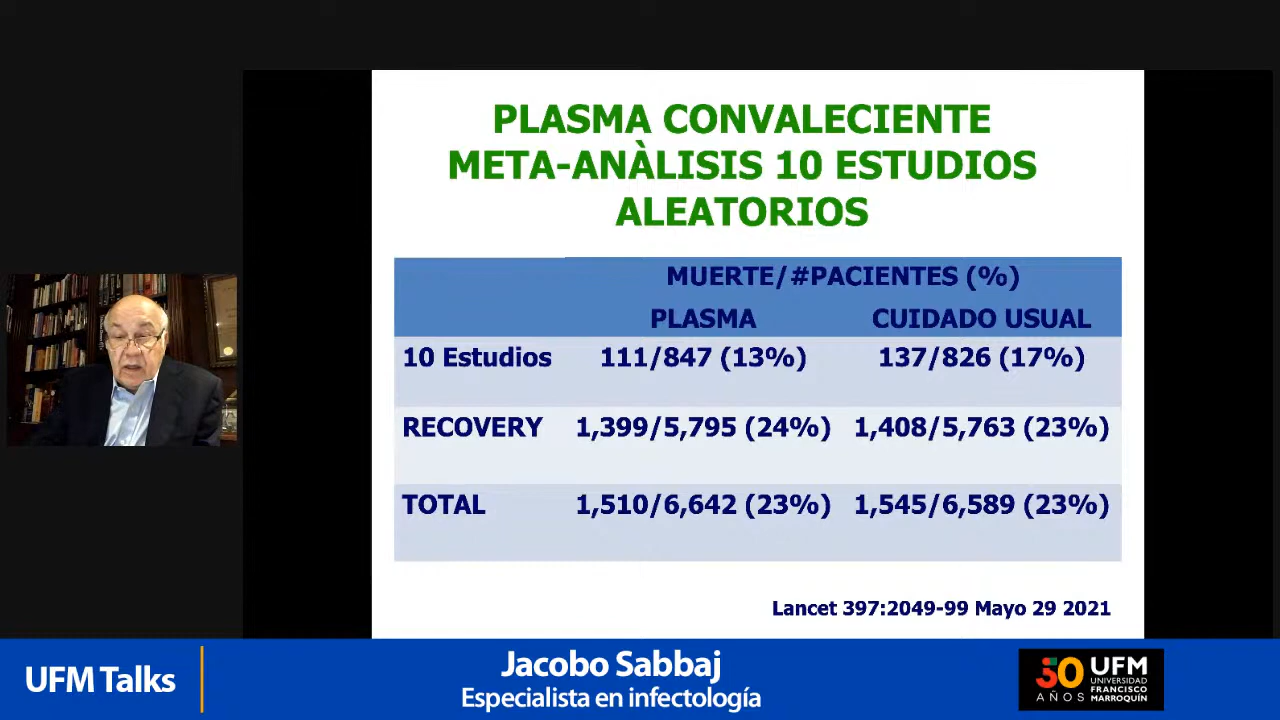 PLASMA CONVALECIENTE
META-ANÀLISIS 10 ESTUDIOS
ALEATORIOS
MUERTE/#PACIENTES (%)
PLASMA CUIDADO USUAL
10 Estudios 111/847 (13%) 137/826 (17%)
RECOVERY 1,399/5,795 (24%) 1,408/5,763 (23%)
TOTAL 1,510/6,642 (23%) 1,545/6,589 (23%)
Lancet 397:2049-99 Mayo 29 2021
UFM Talks
Jacobo Sabbaj
Especialista en infectología
50 AÑOS
UFM
UNIVERSIDAD
FRANCISCO
MARROQUÍN